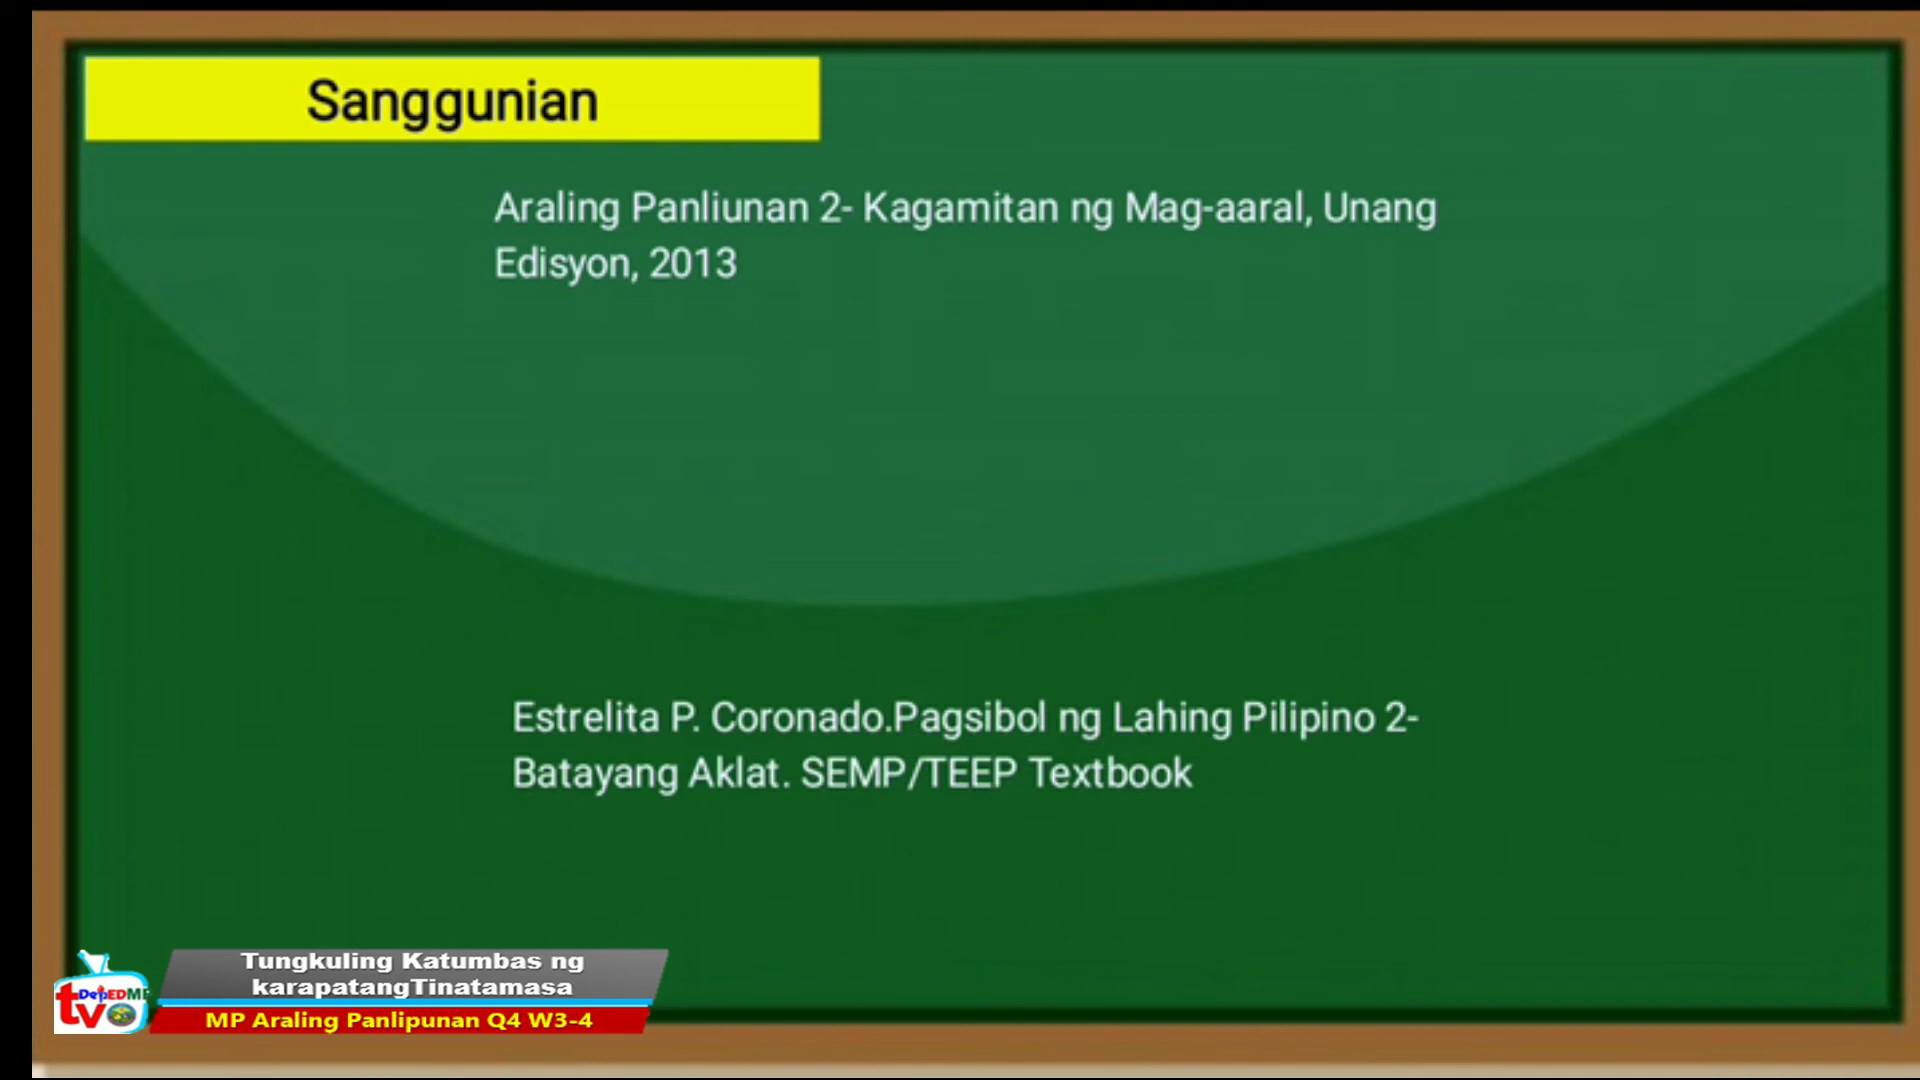 Sanggunian
Araling Panliunan 2- Kagamitan ng Mag-aaral, Unang
Edisyon, 2013
Estrelita P. Coronado.Pagsibol ng Lahing Pilipino 2-
Batayang Aklat. SEMP/TEEP Textbook
Tungkuling Katumbas ng
karapatangTinatamasa
MP Araling Panlipunan Q4 W3-4
DepEDMP
tv